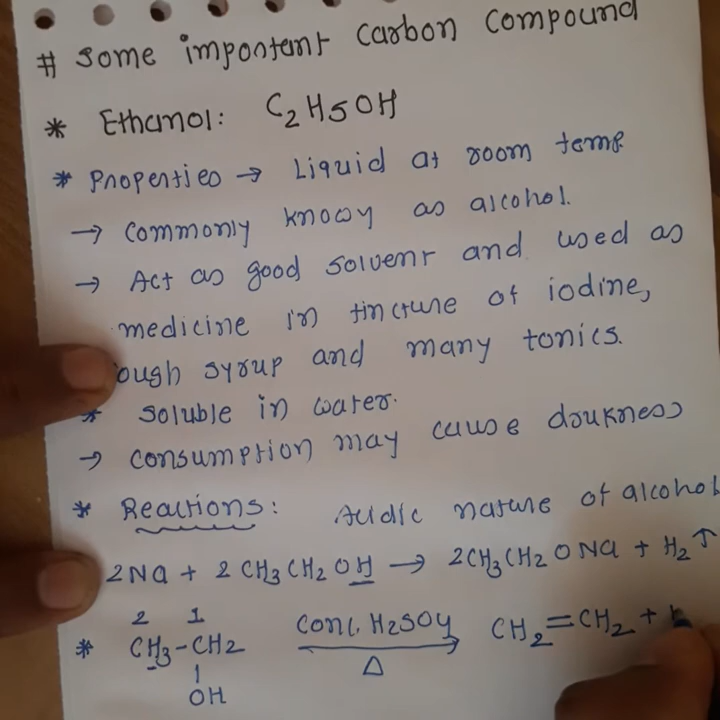 # Some impontant Carbon Compound
* Ethanol: C₂H5OH
* Properties → Liquid at room temp
→ commonly knowy as alcohol.
→ Act as good solvent and used as
medicine in tincture of iodine,
ough syrup and many tonics.
* soluble in water.
→ consumption may cause drukness
* Reactions: Acidic nature of alcohol
2Na + 2CH₃CH₂OH → 2CH₃CH₂ONa + H₂↑
2 1
* CH₃-CH₂ Conc. H₂SO₄ CH₂=CH₂ +
Δ
OH